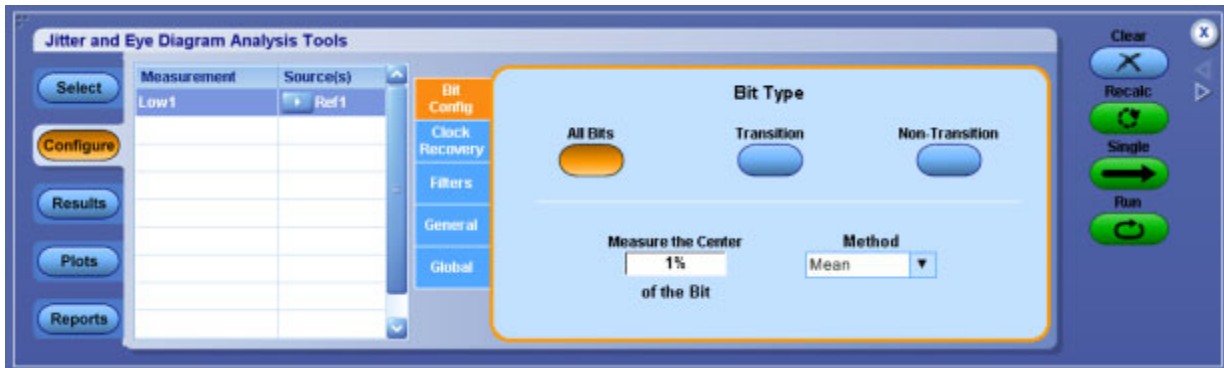 Jitter and Eye Diagram Analysis Tools
Select
Configure
Results
Plots
Reports
Measurement Source(s)
Low1 Ref1
Bit Config
Clock Recovery
Filters
General
Global
Bit Type
All Bits Transition Non-Transition
Measure the Center
1%
of the Bit
Method
Mean
Clear
X
Recalc
Single
Run